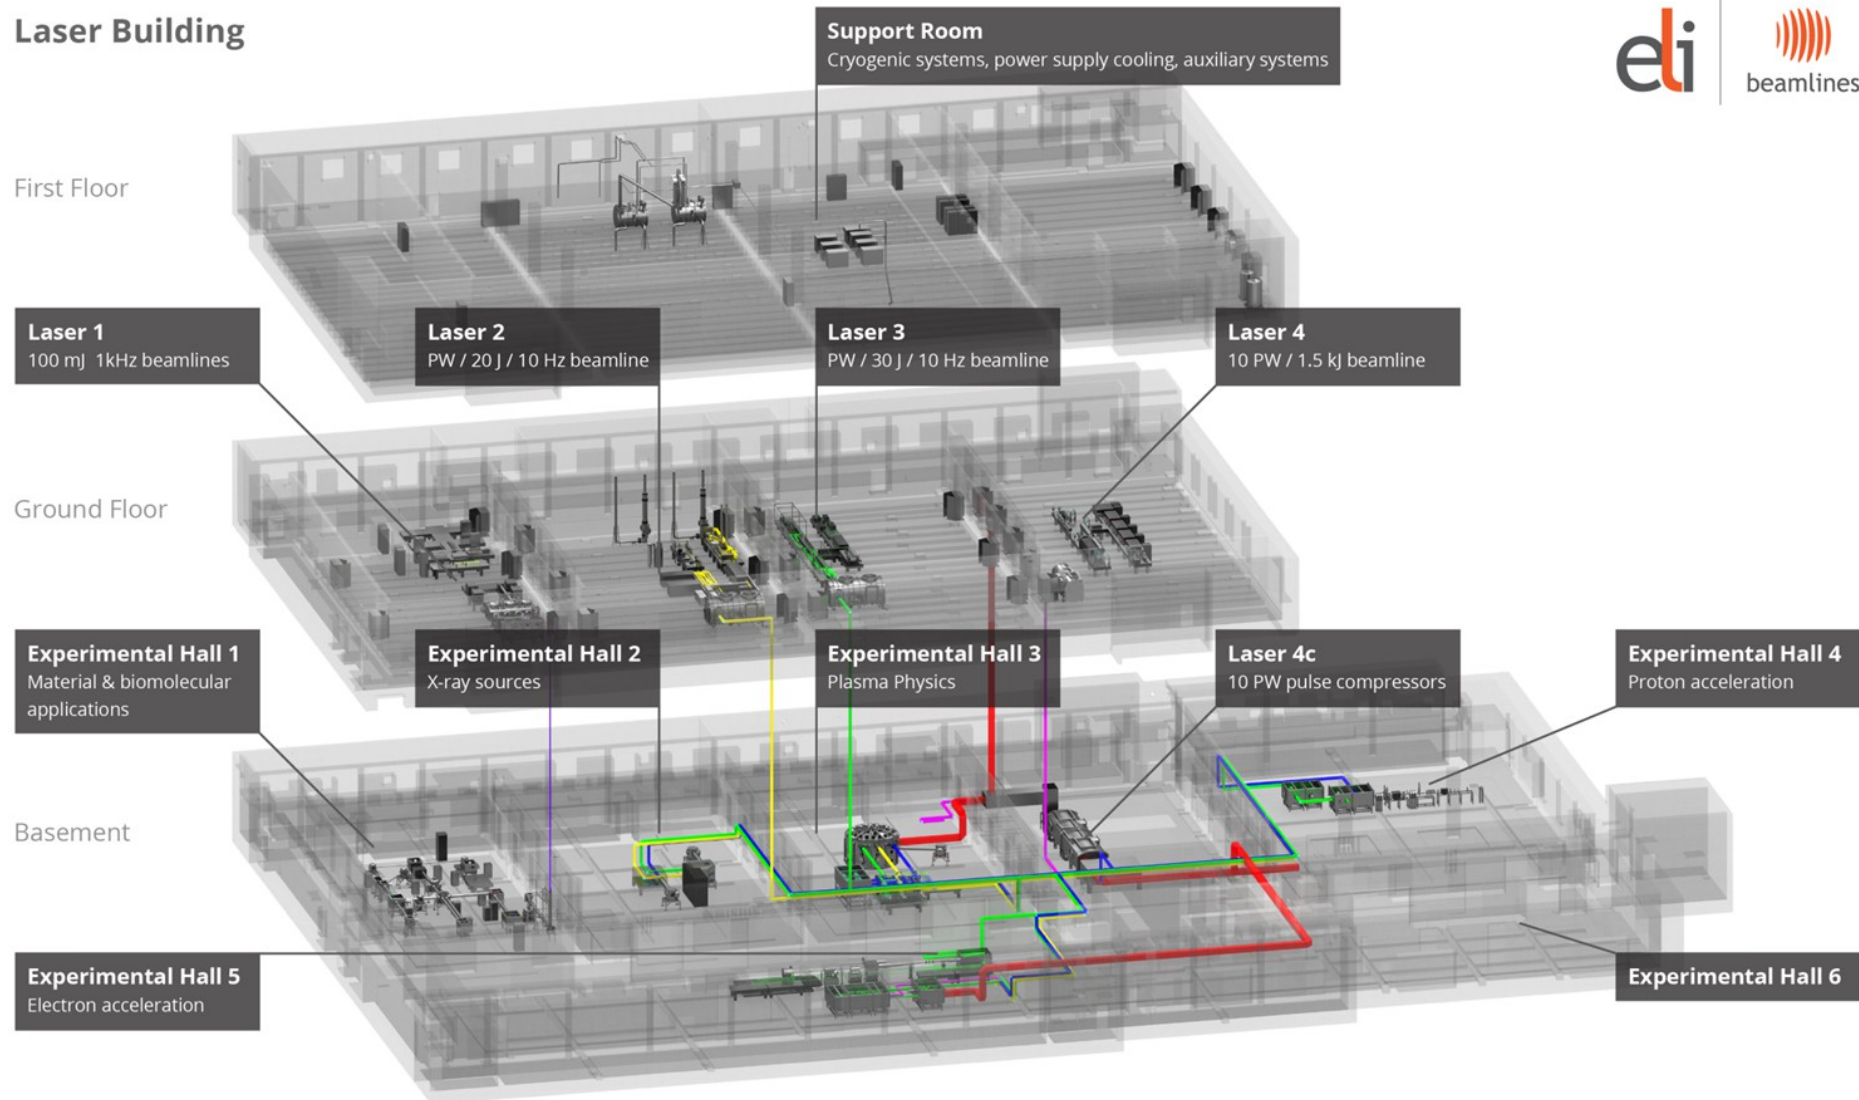 Laser Building
Support Room
Cryogenic systems, power supply cooling, auxiliary systems
eli
beamlines
First Floor
Laser 1
100 mJ 1kHz beamlines
Laser 2
PW / 20 J / 10 Hz beamline
Laser 3
PW / 30 J / 10 Hz beamline
Laser 4
10 PW / 1.5 kJ beamline
Ground Floor
Experimental Hall 1
Material & biomolecular
applications
Experimental Hall 2
X-ray sources
Experimental Hall 3
Plasma Physics
Laser 4c
10 PW pulse compressors
Experimental Hall 4
Proton acceleration
Basement
Experimental Hall 5
Electron acceleration
Experimental Hall 6